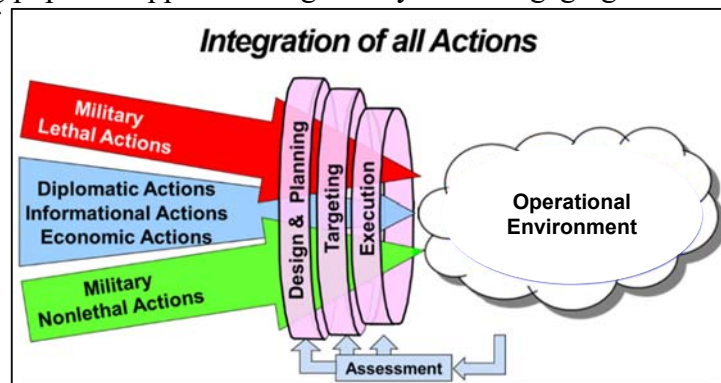 Integration of all Actions
Military
Lethal Actions
Diplomatic Actions
Informational Actions
Economic Actions
Military
Nonlethal Actions
Design & Planning
Targeting
Execution
Operational
Environment
Assessment